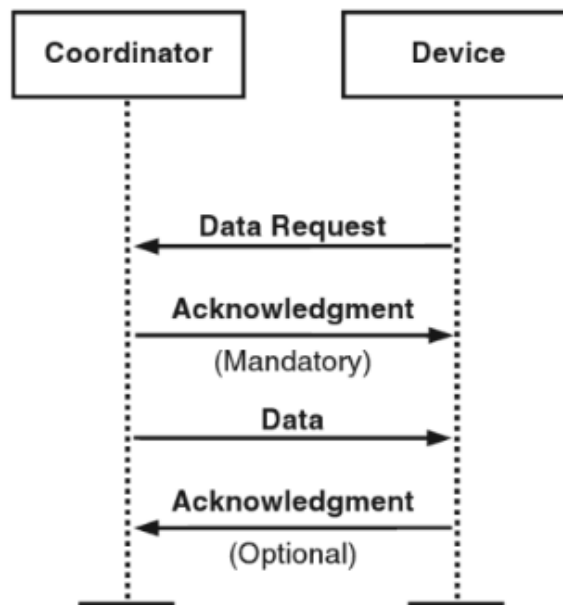 Coordinator
Device
Data Request
Acknowledgment
(Mandatory)
Data
Acknowledgment
(Optional)